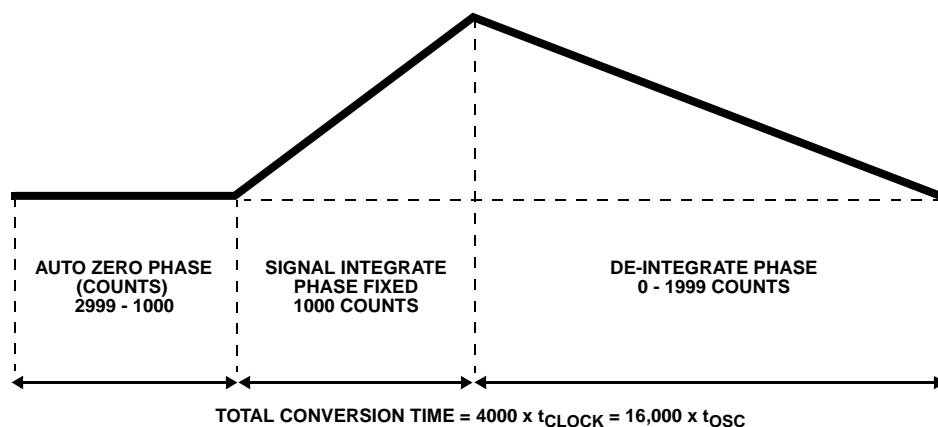 AUTO ZERO PHASE
(COUNTS)
2999 - 1000
SIGNAL INTEGRATE
PHASE FIXED
1000 COUNTS
DE-INTEGRATE PHASE
0 - 1999 COUNTS
TOTAL CONVERSION TIME = 4000 x tCLOCK = 16,000 x tOSC